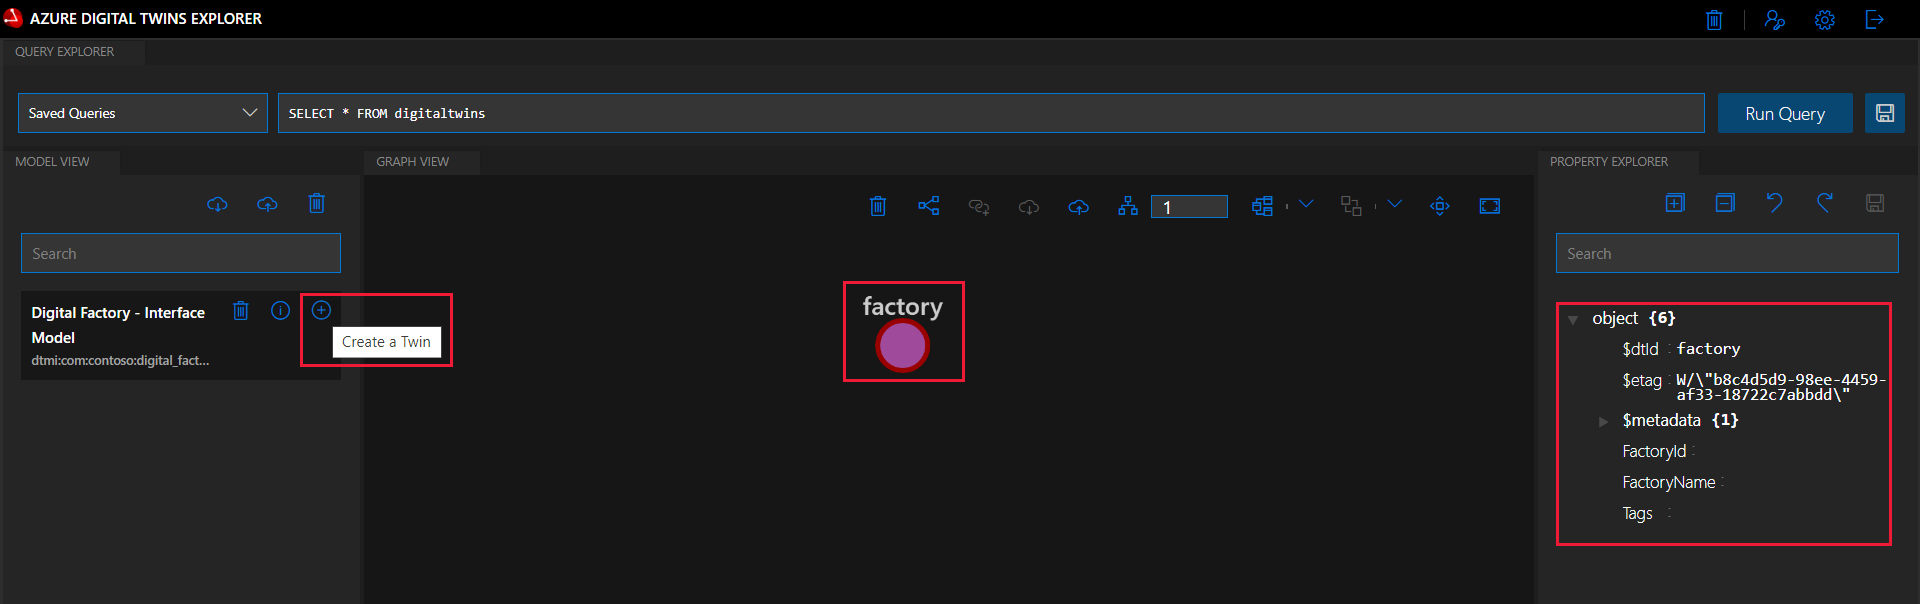 AZURE DIGITAL TWINS EXPLORER
QUERY EXPLORER
Saved Queries
SELECT * FROM digitaltwins
Run Query
MODEL VIEW
GRAPH VIEW
PROPERTY EXPLORER
1
Search
Search
Digital Factory - Interface
Model
dtmi:com:contoso:digital_fact...
Create a Twin
factory
object {6}
$dtId : factory
$etag : W/\"b8c4d5d9-98ee-4459-
af33-18722c7abbdd\"
$metadata {1}
FactoryId :
FactoryName :
Tags :